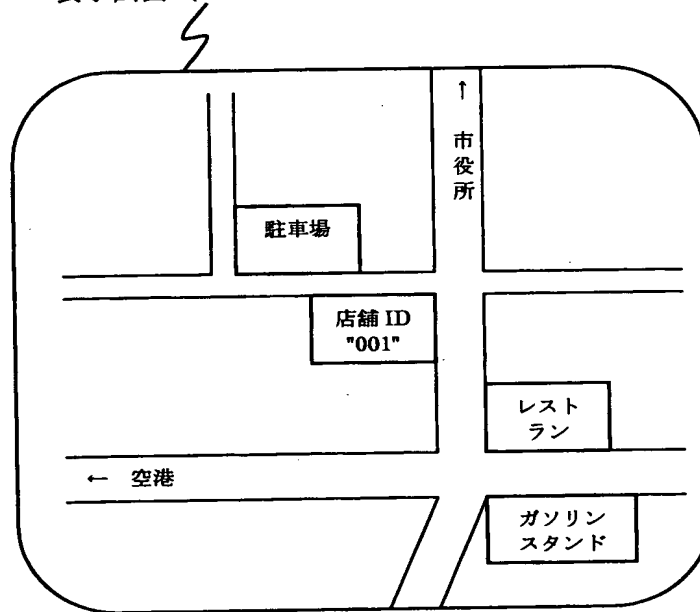 ↑
市役所
駐車場
店舗 ID
"001"
レスト
ラン
← 空港
ガソリン
スタンド